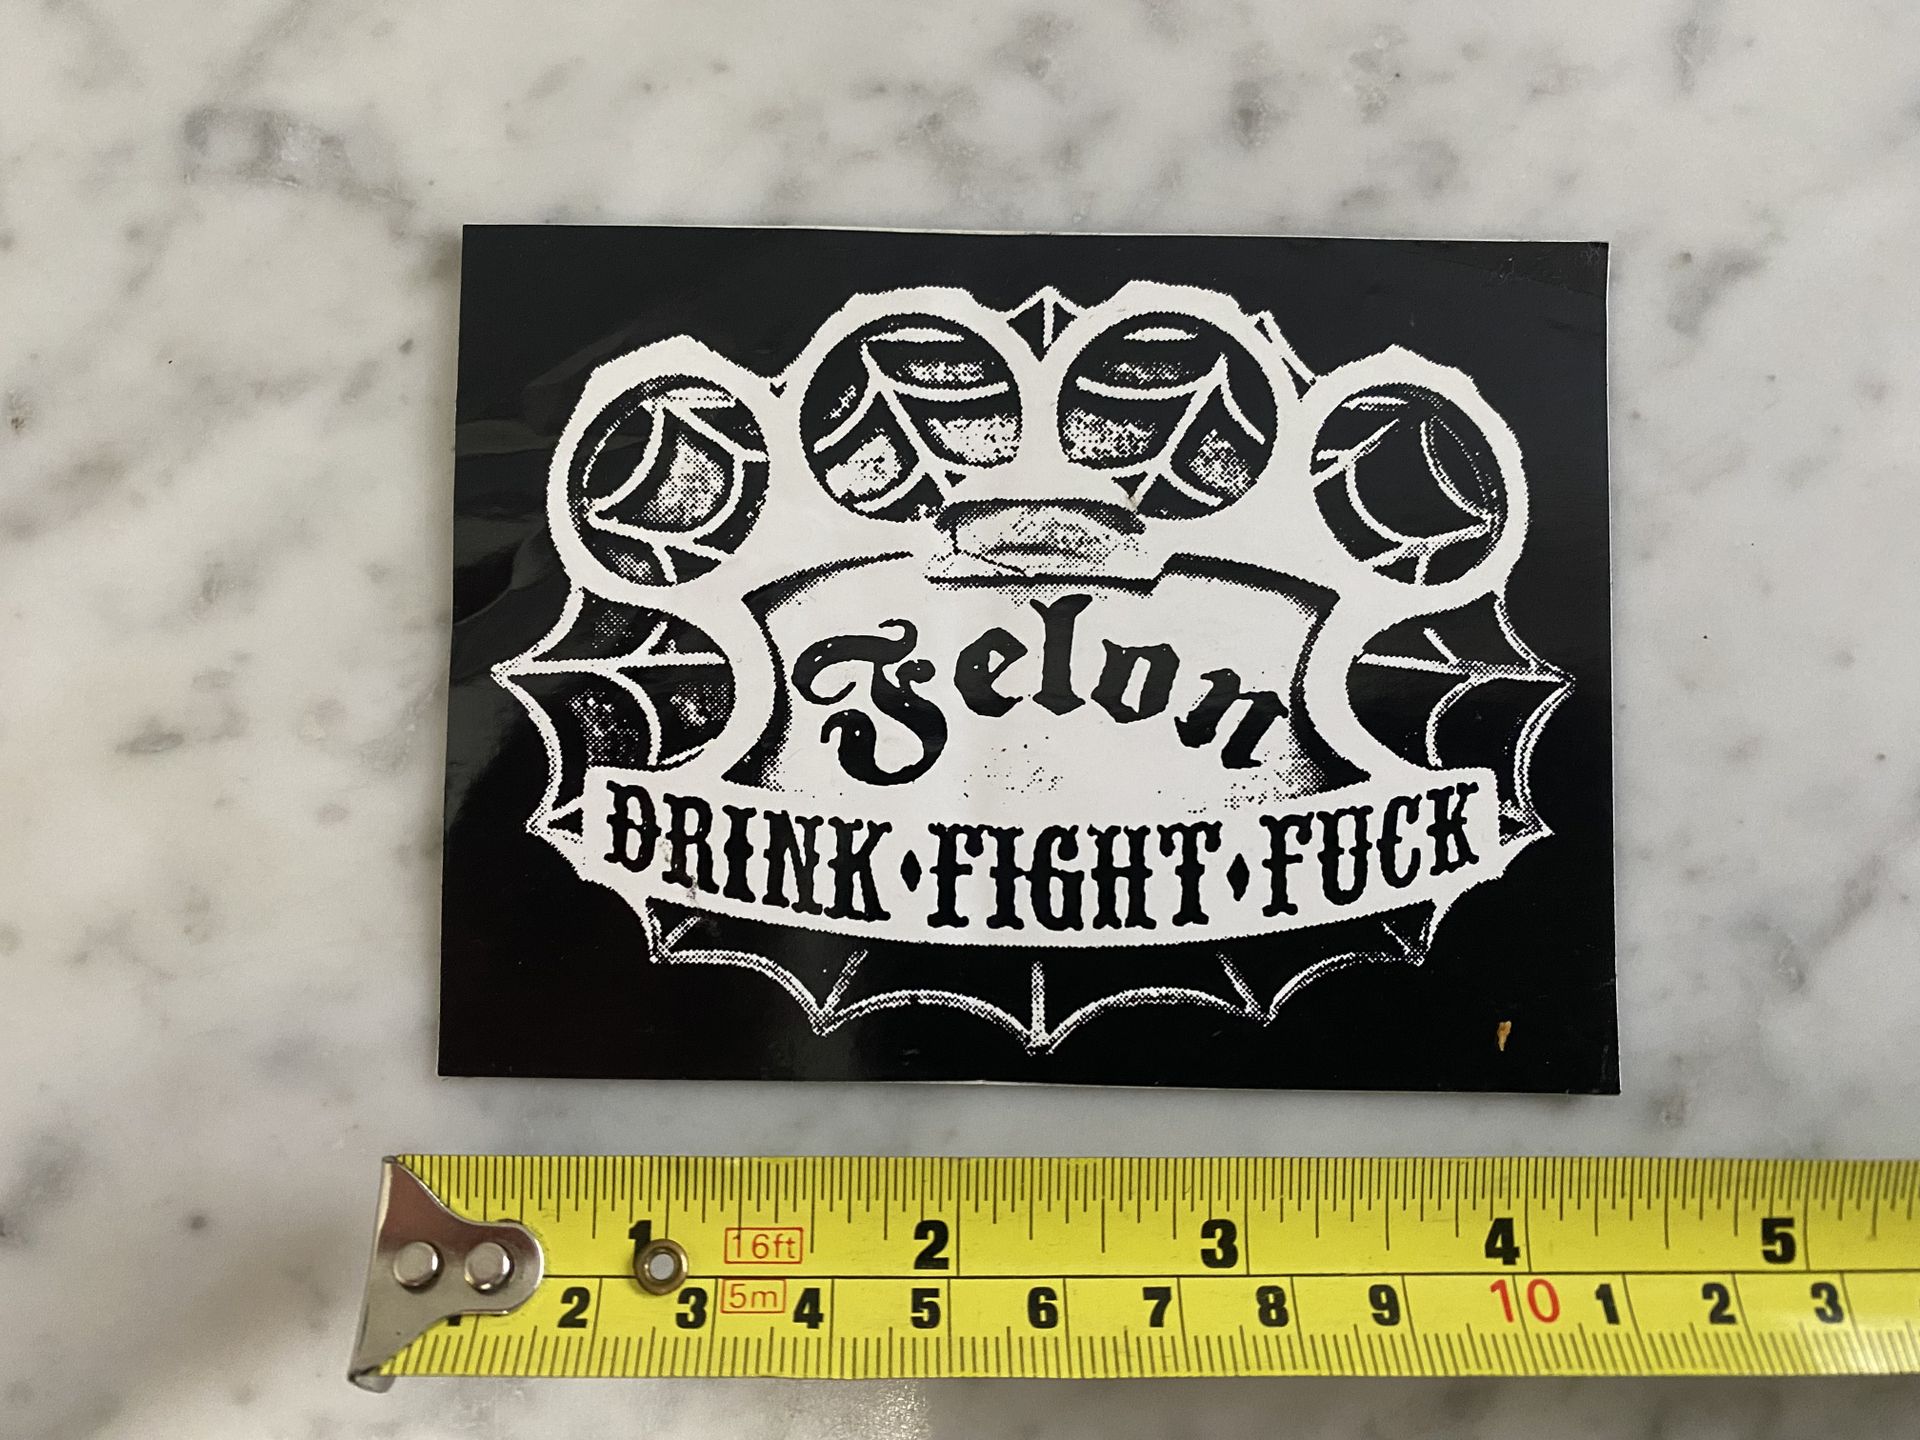 Felon
DRINK · FIGHT · FUCK
1 16ft 2 3 4 5
1 2 3 5m 4 5 6 7 8 9 10 1 2 3